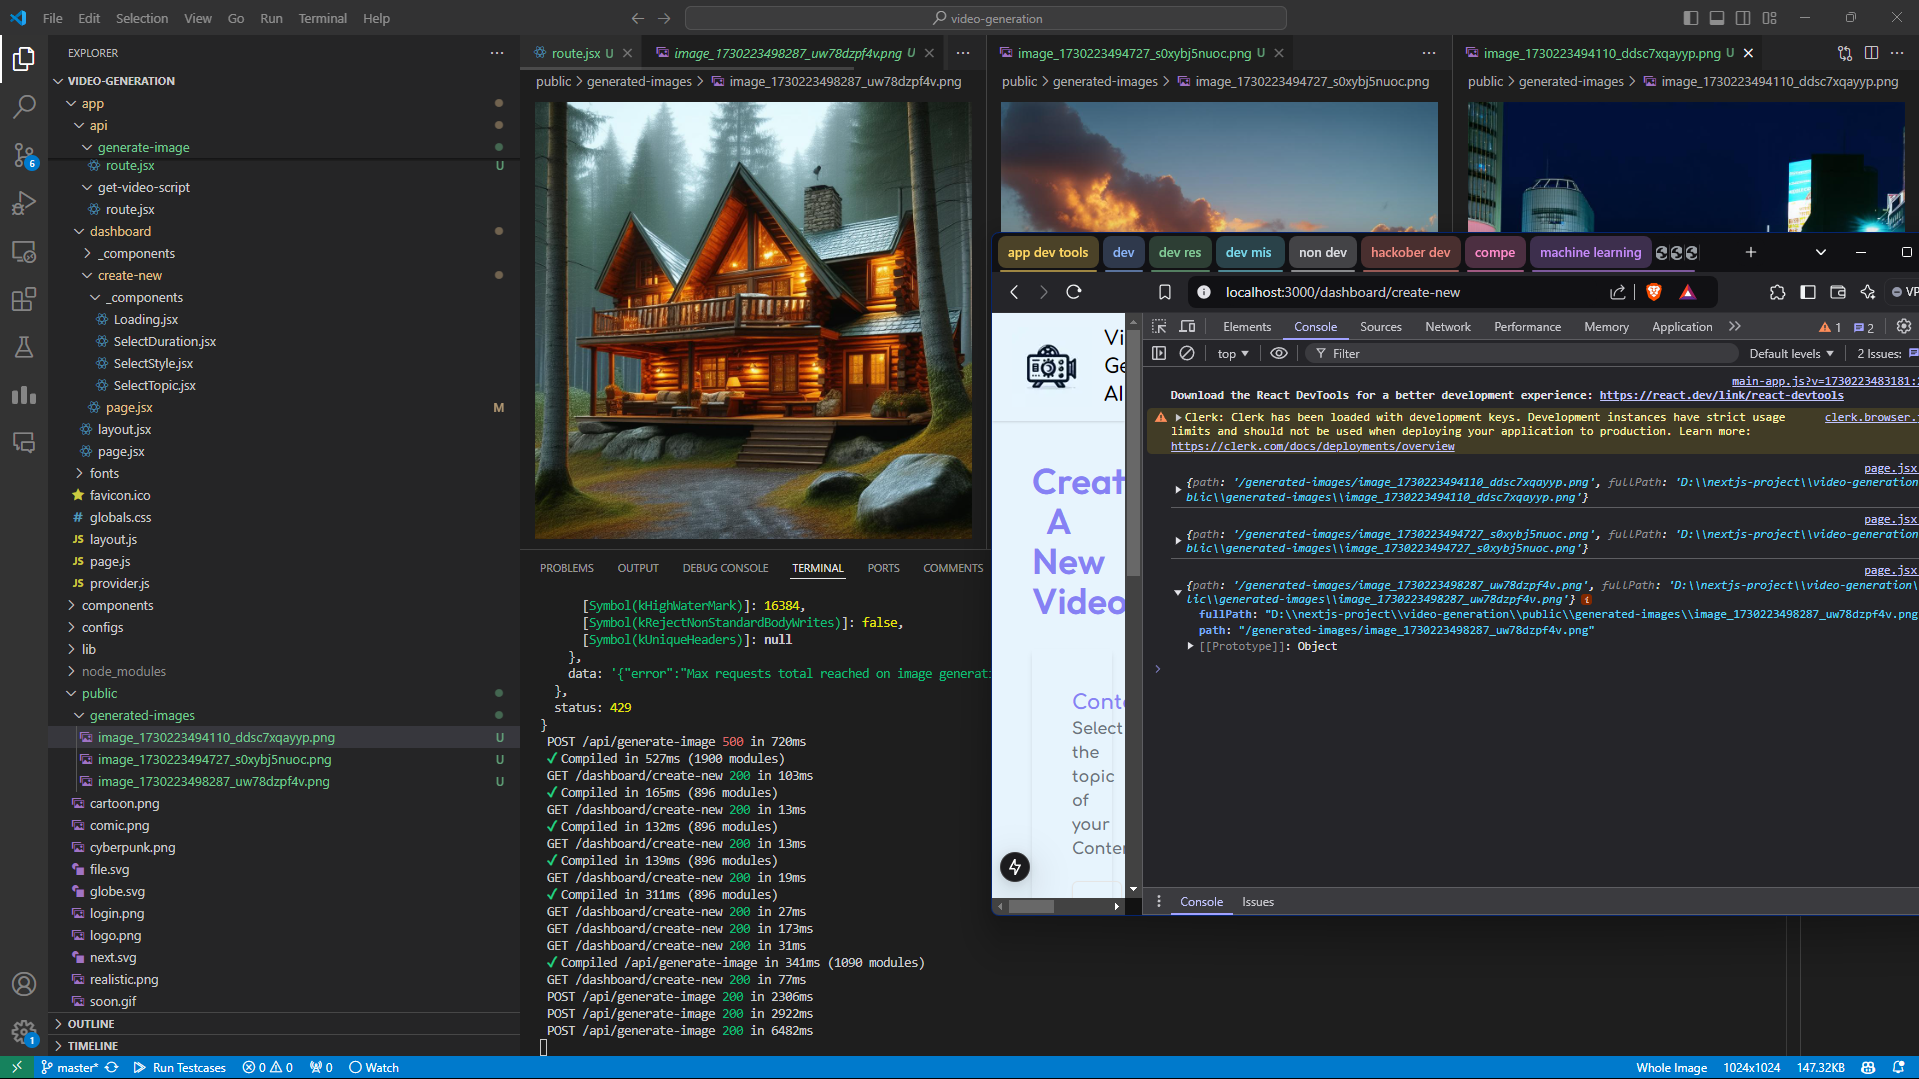 File Edit Selection View Go Run Terminal Help
video-generation
EXPLORER
VIDEO-GENERATION
app
api
generate-image
route.jsx U
get-video-script
route.jsx
dashboard
_components
create-new
_components
Loading.jsx
SelectDuration.jsx
SelectStyle.jsx
SelectTopic.jsx
page.jsx M
layout.jsx
page.jsx
fonts
favicon.ico
globals.css
layout.js
page.js
provider.js
components
configs
lib
node_modules
public
generated-images
image_1730223494110_ddsc7xqayyp.png U
image_1730223494727_s0xybj5nuoc.png U
image_1730223498287_uw78dzpf4v.png U
cartoon.png
comic.png
cyberpunk.png
file.svg
globe.svg
login.png
logo.png
next.svg
realistic.png
soon.gif
OUTLINE
TIMELINE
6
1
route.jsx U
image_1730223498287_uw78dzpf4v.png U
public > generated-images > image_1730223498287_uw78dzpf4v.png
image_1730223494727_s0xybj5nuoc.png U
public > generated-images > image_1730223494727_s0xybj5nuoc.png
image_1730223494110_ddsc7xqayyp.png U
public > generated-images > image_1730223494110_ddsc7xqayyp.png
PROBLEMS OUTPUT DEBUG CONSOLE TERMINAL PORTS COMMENTS
[Symbol(kHighWaterMark)]: 16384,
[Symbol(kRejectNonStandardBodyWrites)]: false,
[Symbol(kUniqueHeaders)]: null
},
data: '{"error":"Max requests total reached on image generati
},
status: 429
}
POST /api/generate-image 500 in 720ms
✓ Compiled in 527ms (1900 modules)
GET /dashboard/create-new 200 in 103ms
✓ Compiled in 165ms (896 modules)
GET /dashboard/create-new 200 in 13ms
✓ Compiled in 132ms (896 modules)
GET /dashboard/create-new 200 in 13ms
✓ Compiled in 139ms (896 modules)
GET /dashboard/create-new 200 in 19ms
✓ Compiled in 311ms (896 modules)
GET /dashboard/create-new 200 in 27ms
GET /dashboard/create-new 200 in 173ms
GET /dashboard/create-new 200 in 31ms
✓ Compiled /api/generate-image in 341ms (1090 modules)
GET /dashboard/create-new 200 in 77ms
POST /api/generate-image 200 in 2306ms
POST /api/generate-image 200 in 2922ms
POST /api/generate-image 200 in 6482ms
app dev tools dev dev res dev mis non dev hackober dev compe machine learning
localhost:3000/dashboard/create-new VP
Vi
Ge
AI
Creat
A
New
Video
Conte
Select
the
topic
of
your
Conten
Elements Console Sources Network Performance Memory Application 1 2
top Filter Default levels 2 Issues:
main-app.js?v=1730223483181:
Download the React DevTools for a better development experience: https://react.dev/link/react-devtools
Clerk: Clerk has been loaded with development keys. Development instances have strict usage clerk.browser.
limits and should not be used when deploying your application to production. Learn more:
https://clerk.com/docs/deployments/overview
page.jsx
{path: '/generated-images/image_1730223494110_ddsc7xqayyp.png', fullPath: 'D:\\nextjs-project\\video-generation
blic\\generated-images\\image_1730223494110_ddsc7xqayyp.png'}
page.jsx
{path: '/generated-images/image_1730223494727_s0xybj5nuoc.png', fullPath: 'D:\\nextjs-project\\video-generation
blic\\generated-images\\image_1730223494727_s0xybj5nuoc.png'}
page.jsx
{path: '/generated-images/image_1730223498287_uw78dzpf4v.png', fullPath: 'D:\\nextjs-project\\video-generation\
lic\\generated-images\\image_1730223498287_uw78dzpf4v.png'} i
fullPath: "D:\\nextjs-project\\video-generation\\public\\generated-images\\image_1730223498287_uw78dzpf4v.png
path: "/generated-images/image_1730223498287_uw78dzpf4v.png"
[[Prototype]]: Object
Console Issues
master* Run Testcases 0 0 0 Watch
Whole Image 1024x1024 147.32KB